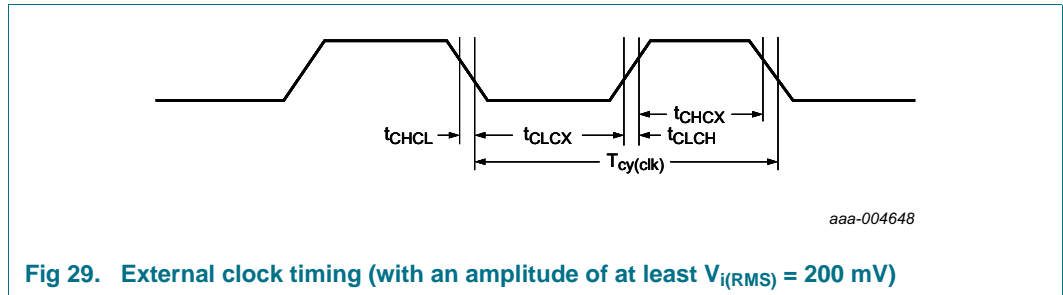 tCHCX
tCHCL tCLCX tCLCH
Tcy(clk)
aaa-004648
Fig 29. External clock timing (with an amplitude of at least Vi(RMS) = 200 mV)